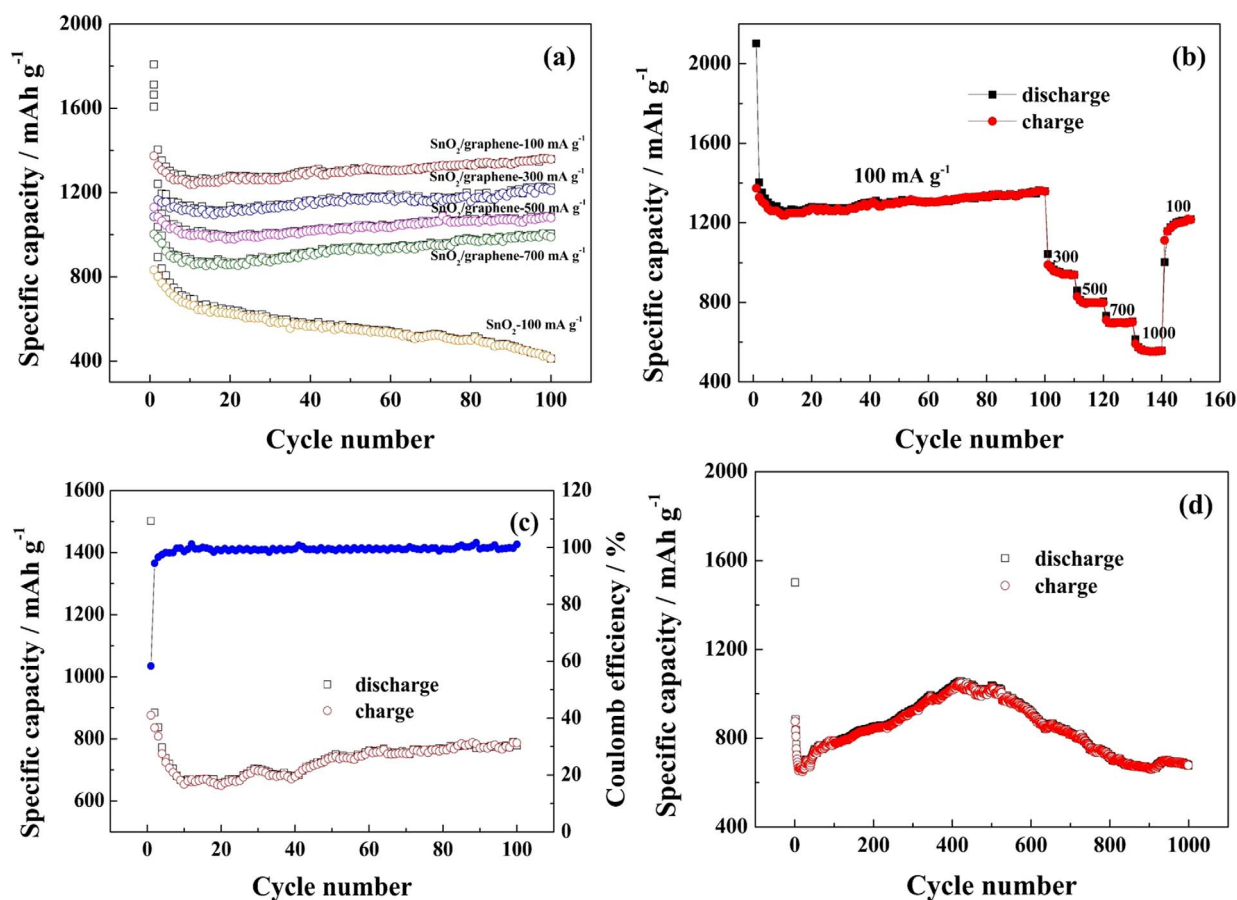 (a)
Specific capacity / mAh g⁻¹
2000
1600
1200
800
400
SnO₂/graphene-100 mA g⁻¹
SnO₂/graphene-300 mA g⁻¹
SnO₂/graphene-500 mA g⁻¹
SnO₂/graphene-700 mA g⁻¹
SnO₂-100 mA g⁻¹
0 20 40 60 80 100
Cycle number
(b)
Specific capacity / mAh g⁻¹
2000
1600
1200
800
400
discharge
charge
100 mA g⁻¹
300
500
700
1000
100
0 20 40 60 80 100 120 140 160
Cycle number
(c)
Specific capacity / mAh g⁻¹
1600
1400
1200
1000
800
600
discharge
charge
120
100
80
60
40
20
0
Coulomb efficiency / %
0 20 40 60 80 100
Cycle number
(d)
Specific capacity / mAh g⁻¹
2000
1600
1200
800
400
discharge
charge
0 200 400 600 800 1000
Cycle number